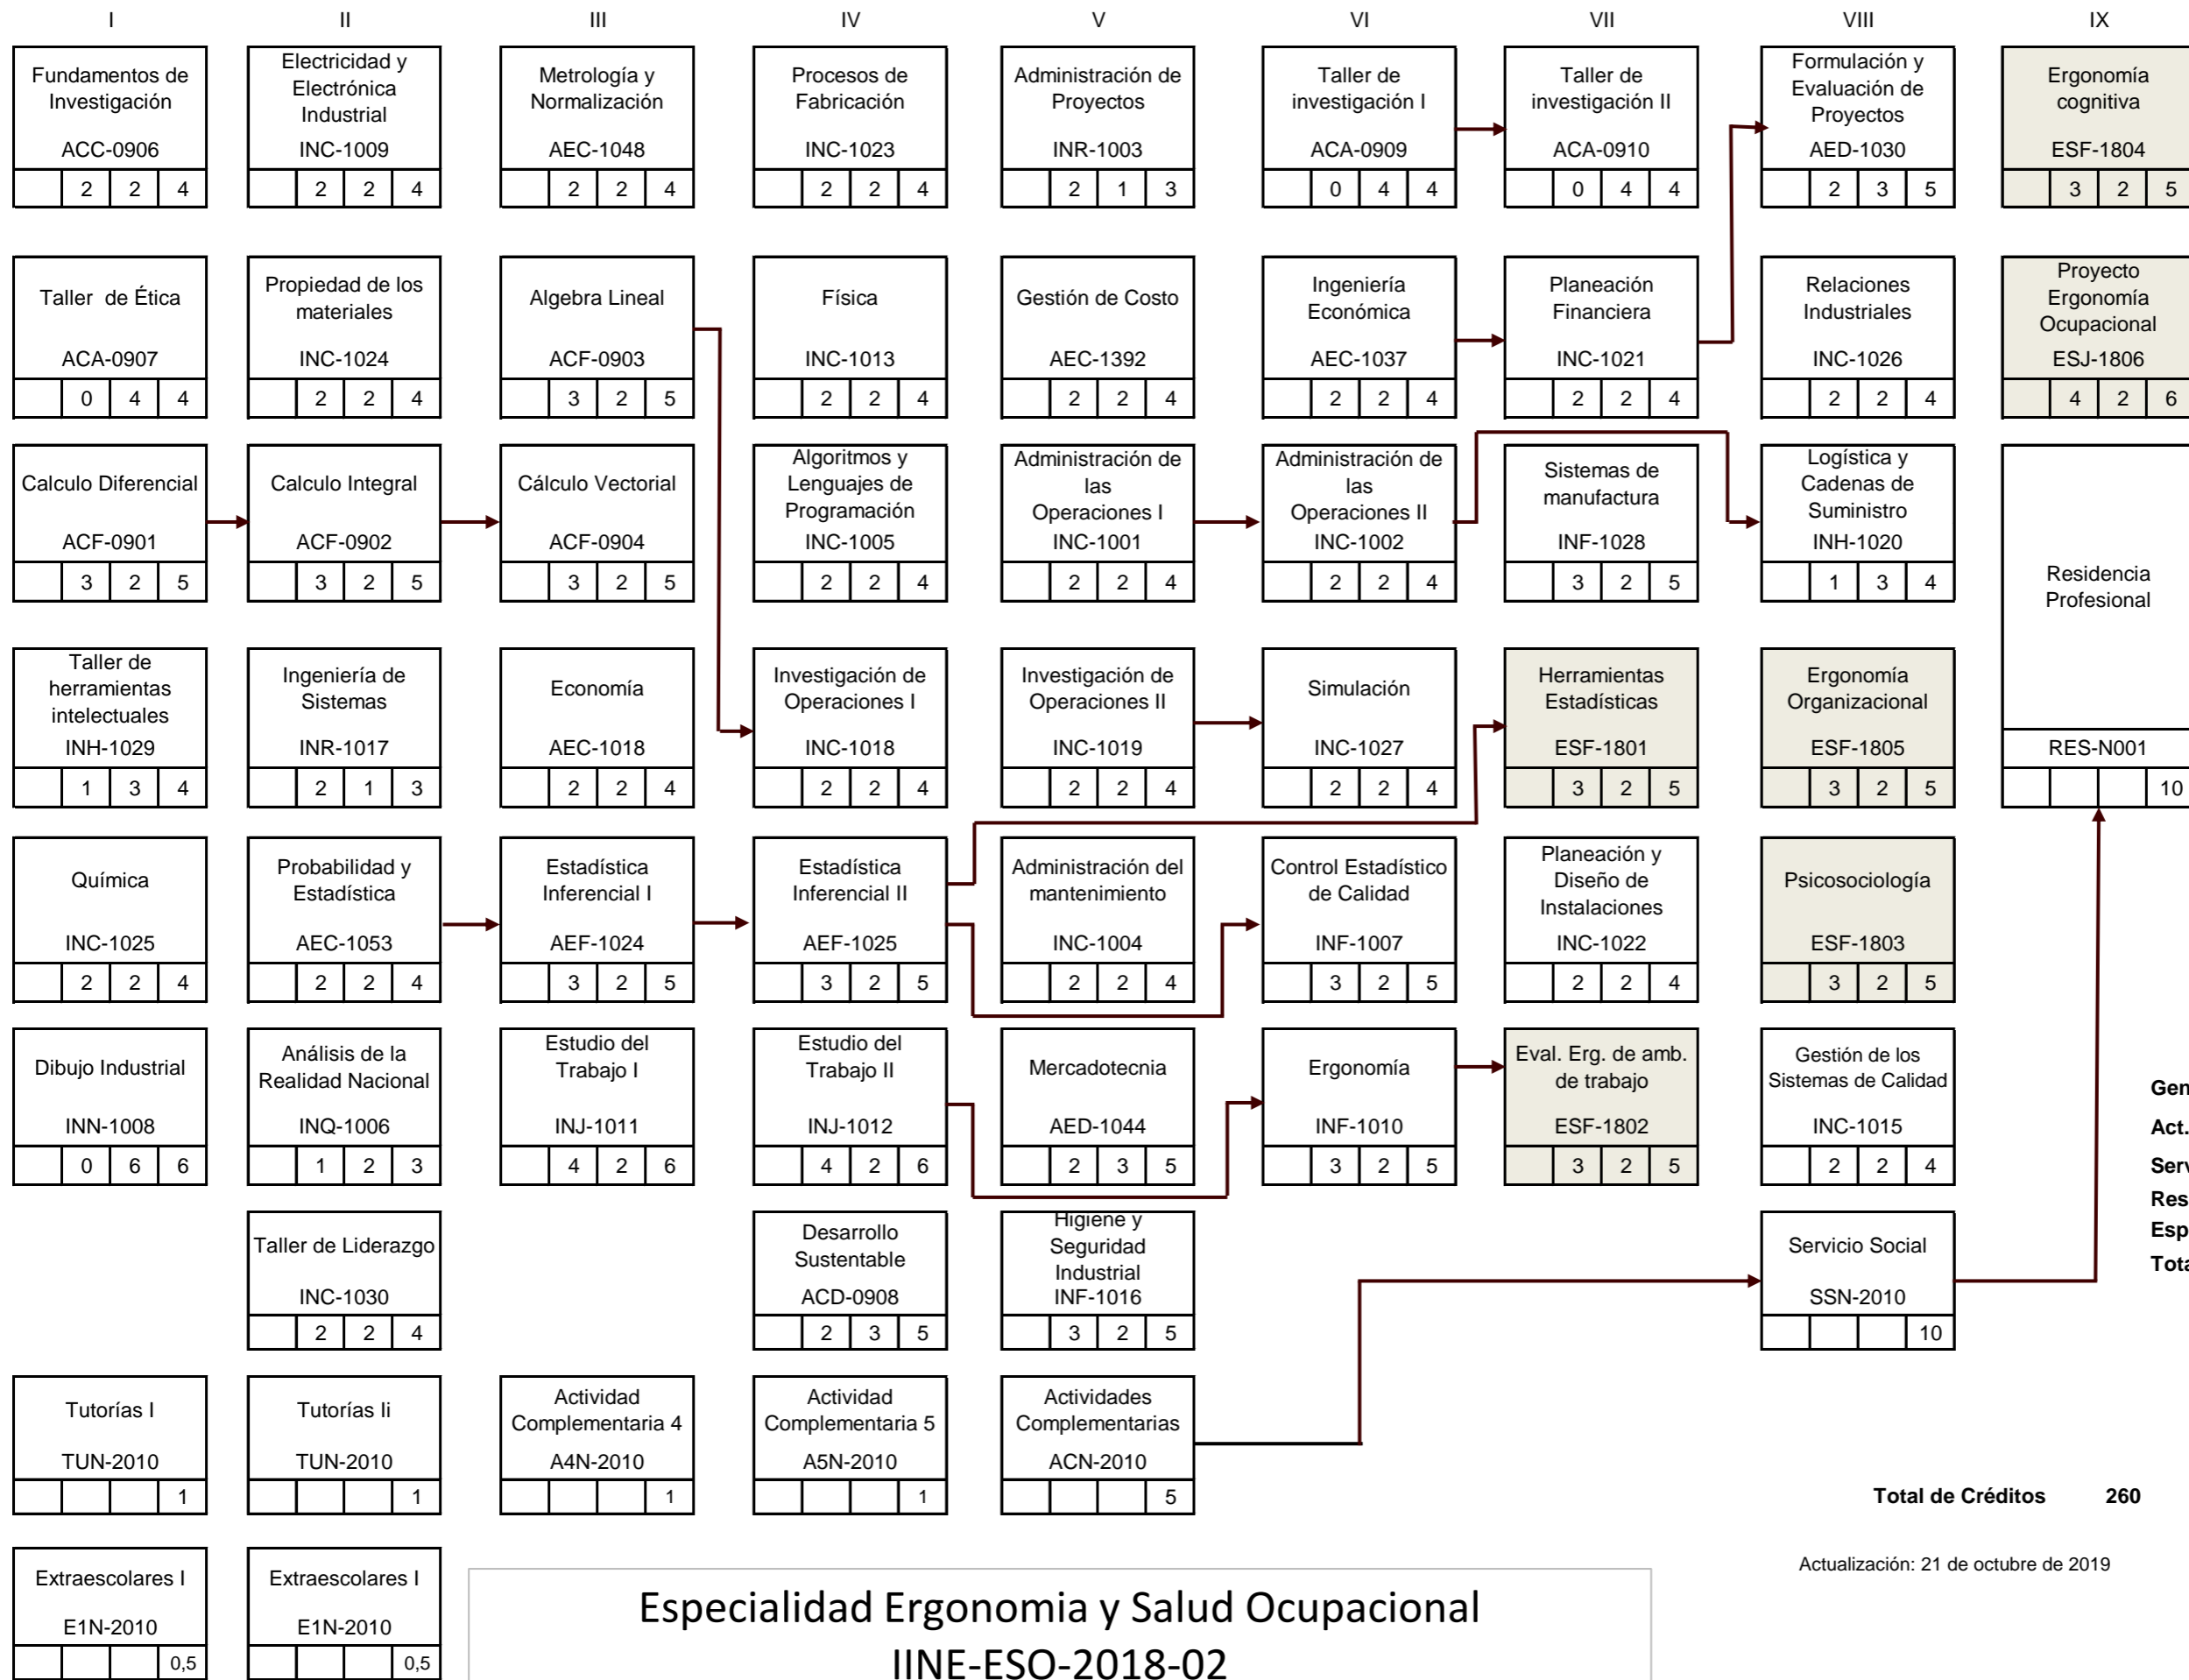 I II III IV V VI VII VIII IX
Fundamentos de
Investigación
ACC-0906
2 2 4
Electricidad y
Electrónica
Industrial
INC-1009
2 2 4
Metrología y
Normalización
AEC-1048
2 2 4
Procesos de
Fabricación
INC-1023
2 2 4
Administración de
Proyectos
INR-1003
2 1 3
Taller de
investigación I
ACA-0909
0 4 4
Taller de
investigación II
ACA-0910
0 4 4
Formulación y
Evaluación de
Proyectos
AED-1030
2 3 5
Ergonomía
cognitiva
ESF-1804
3 2 5
Taller de Ética
ACA-0907
0 4 4
Propiedad de los
materiales
INC-1024
2 2 4
Algebra Lineal
ACF-0903
3 2 5
Física
INC-1013
2 2 4
Gestión de Costo
AEC-1392
2 2 4
Ingeniería
Económica
AEC-1037
2 2 4
Planeación
Financiera
INC-1021
2 2 4
Relaciones
Industriales
INC-1026
2 2 4
Proyecto
Ergonomía
Ocupacional
ESJ-1806
4 2 6
Calculo Diferencial
ACF-0901
3 2 5
Calculo Integral
ACF-0902
3 2 5
Cálculo Vectorial
ACF-0904
3 2 5
Algoritmos y
Lenguajes de
Programación
INC-1005
2 2 4
Administración de
las
Operaciones I
INC-1001
2 2 4
Administración de
las
Operaciones II
INC-1002
2 2 4
Sistemas de
manufactura
INF-1028
3 2 5
Logística y
Cadenas de
Suministro
INH-1020
1 3 4
Residencia
Profesional
RES-N001
10
Taller de
herramientas
intelectuales
INH-1029
1 3 4
Ingeniería de
Sistemas
INR-1017
2 1 3
Economía
AEC-1018
2 2 4
Investigación de
Operaciones I
INC-1018
2 2 4
Investigación de
Operaciones II
INC-1019
2 2 4
Simulación
INC-1027
2 2 4
Herramientas
Estadísticas
ESF-1801
3 2 5
Ergonomía
Organizacional
ESF-1805
3 2 5
Química
INC-1025
2 2 4
Probabilidad y
Estadística
AEC-1053
2 2 4
Estadística
Inferencial I
AEF-1024
3 2 5
Estadística
Inferencial II
AEF-1025
3 2 5
Administración del
mantenimiento
INC-1004
2 2 4
Control Estadístico
de Calidad
INF-1007
3 2 5
Planeación y
Diseño de
Instalaciones
INC-1022
2 2 4
Psicosociología
ESF-1803
3 2 5
Dibujo Industrial
INN-1008
0 6 6
Análisis de la
Realidad Nacional
INQ-1006
1 2 3
Estudio del
Trabajo I
INJ-1011
4 2 6
Estudio del
Trabajo II
INJ-1012
4 2 6
Mercadotecnia
AED-1044
2 3 5
Ergonomía
INF-1010
3 2 5
Eval. Erg. de amb.
de trabajo
ESF-1802
3 2 5
Gestión de los
Sistemas de Calidad
INC-1015
2 2 4
Gen
Act.
Serv
Res
Esp
Tota
Taller de Liderazgo
INC-1030
2 2 4
Desarrollo
Sustentable
ACD-0908
2 3 5
Higiene y
Seguridad
Industrial
INF-1016
3 2 5
Servicio Social
SSN-2010
10
Tutorías I
TUN-2010
1
Tutorías Ii
TUN-2010
1
Actividad
Complementaria 4
A4N-2010
1
Actividad
Complementaria 5
A5N-2010
1
Actividades
Complementarias
ACN-2010
5
Total de Créditos 260
Actualización: 21 de octubre de 2019
Extraescolares I
E1N-2010
0,5
Extraescolares I
E1N-2010
0,5
Especialidad Ergonomia y Salud Ocupacional
IINE-ESO-2018-02